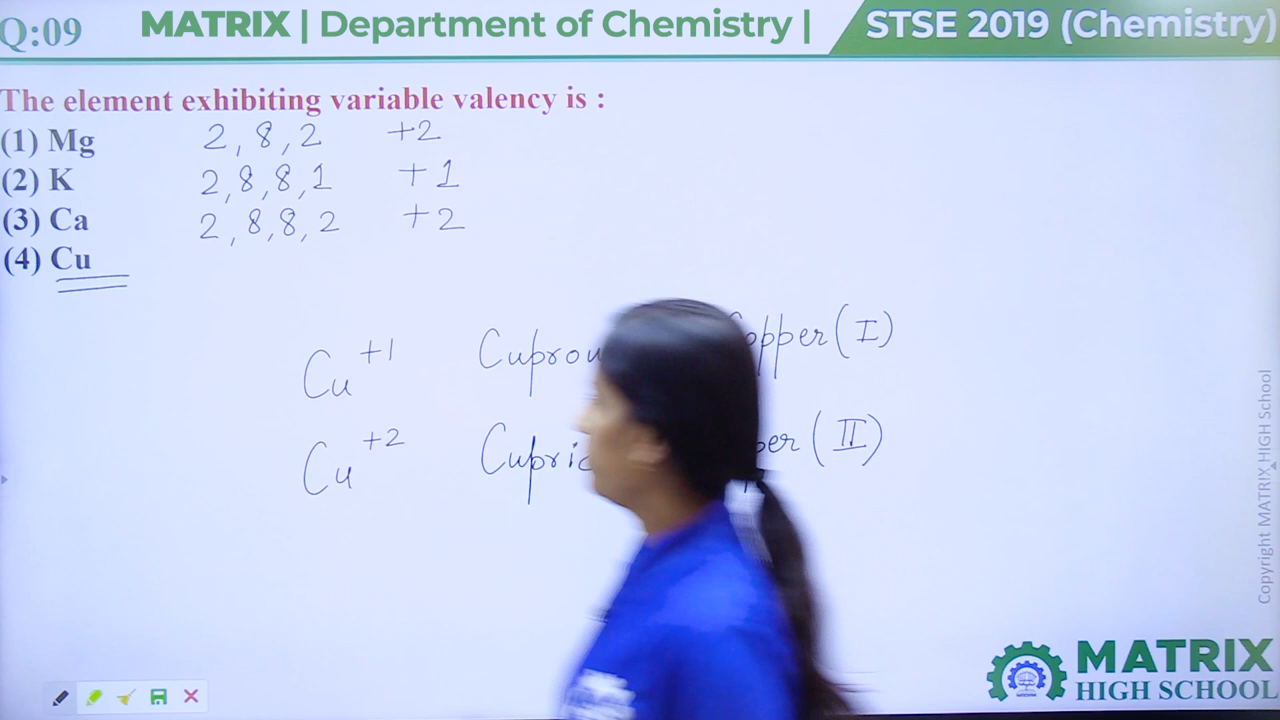 Q:09 MATRIX | Department of Chemistry | STSE 2019 (Chemistry)
The element exhibiting variable valency is :
(1) Mg 2,8,2 +2
(2) K 2,8,8,1 +1
(3) Ca 2,8,8,2 +2
(4) Cu
Cu +1 (I)
Cu +2 (II)
Copyright MATRIX HIGH School
MATRIX
HIGH SCHOOL